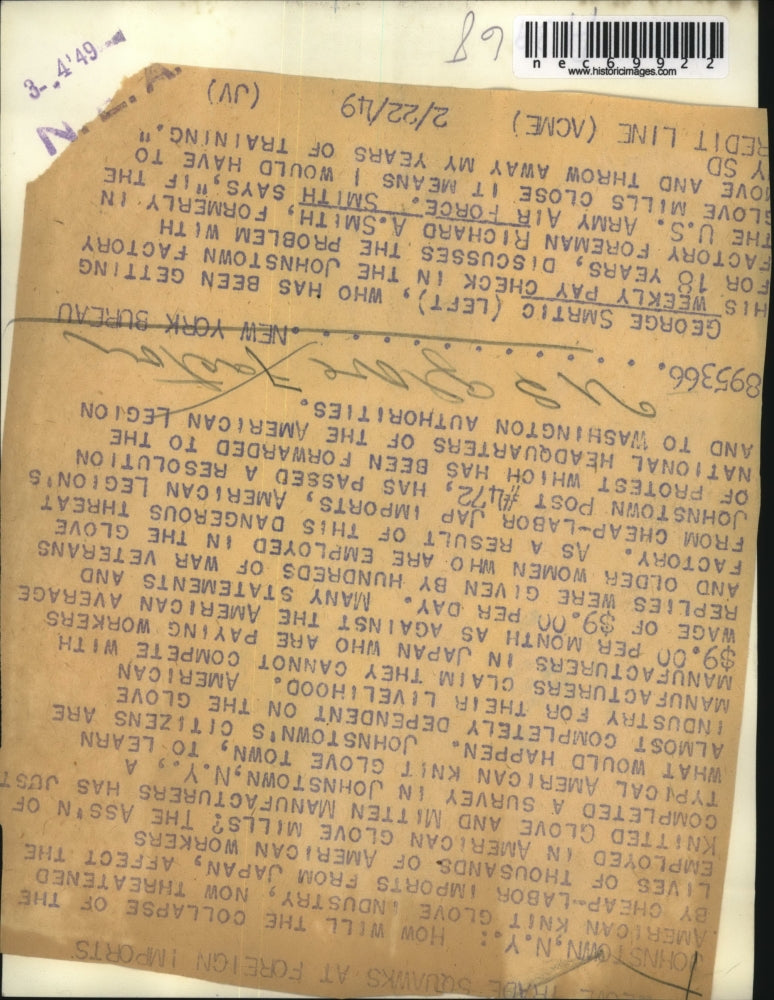 nec69922
www.historicimages.com
3-4'49
N.E.A.
TRADE SQUAWKS AT FOREIGN IMPORTS
JOHNSTOWN, N.Y.: HOW WILL THE COLLAPSE OF THE
AMERICAN KNIT GLOVE INDUSTRY, NOW THREATENED
BY CHEAP-LABOR IMPORTS FROM JAPAN, AFFECT THE
LIVES OF THOUSANDS OF AMERICAN WORKERS
EMPLOYED IN AMERICAN GLOVE MILLS? THE ASS'N OF
KNITTED GLOVE AND MITTEN MANUFACTURERS HAS JUST
COMPLETED A SURVEY IN JOHNSTOWN, N.Y., A
TYPICAL AMERICAN KNIT GLOVE TOWN, TO LEARN
WHAT WOULD HAPPEN. JOHNSTOWN'S CITIZENS ARE
ALMOST COMPLETELY DEPENDENT ON THE GLOVE
INDUSTRY FOR THEIR LIVELIHOOD. AMERICAN
MANUFACTURERS CLAIM THEY CANNOT COMPETE WITH
MANUFACTURERS IN JAPAN WHO ARE PAYING WORKERS
$9.00 PER MONTH AS AGAINST THE AMERICAN AVERAGE
WAGE OF $9.00 PER DAY. MANY STATEMENTS AND
REPLIES WERE GIVEN BY HUNDREDS OF WAR VETERANS
AND OLDER WOMEN WHO ARE EMPLOYED IN THE GLOVE
FACTORY. AS A RESULT OF THIS DANGEROUS THREAT
FROM CHEAP-LABOR JAP IMPORTS, AMERICAN LEGION'S
JOHNSTOWN POST #472, HAS PASSED A RESOLUTION
OF PROTEST WHICH HAS BEEN FORWARDED TO THE
NATIONAL HEADQUARTERS OF THE AMERICAN LEGION
AND TO WASHINGTON AUTHORITIES.
US Glove Factory
895366. . . . . . . . . . NEW YORK BUREAU
GEORGE SMRTIC (LEFT), WHO HAS BEEN GETTING
HIS WEEKLY PAY CHECK IN THE JOHNSTOWN FACTORY
FOR 18 YEARS, DISCUSSES THE PROBLEM WITH
FACTORY FOREMAN RICHARD A. SMITH, FORMERLY IN
THE U.S. ARMY AIR FORCE. SMITH SAYS, "IF THE
GLOVE MILLS CLOSE IT MEANS I WOULD HAVE TO
MOVE AND THROW AWAY MY YEARS OF TRAINING."
Y SD
REDIT LINE (ACME) 2/22/49 (JV)